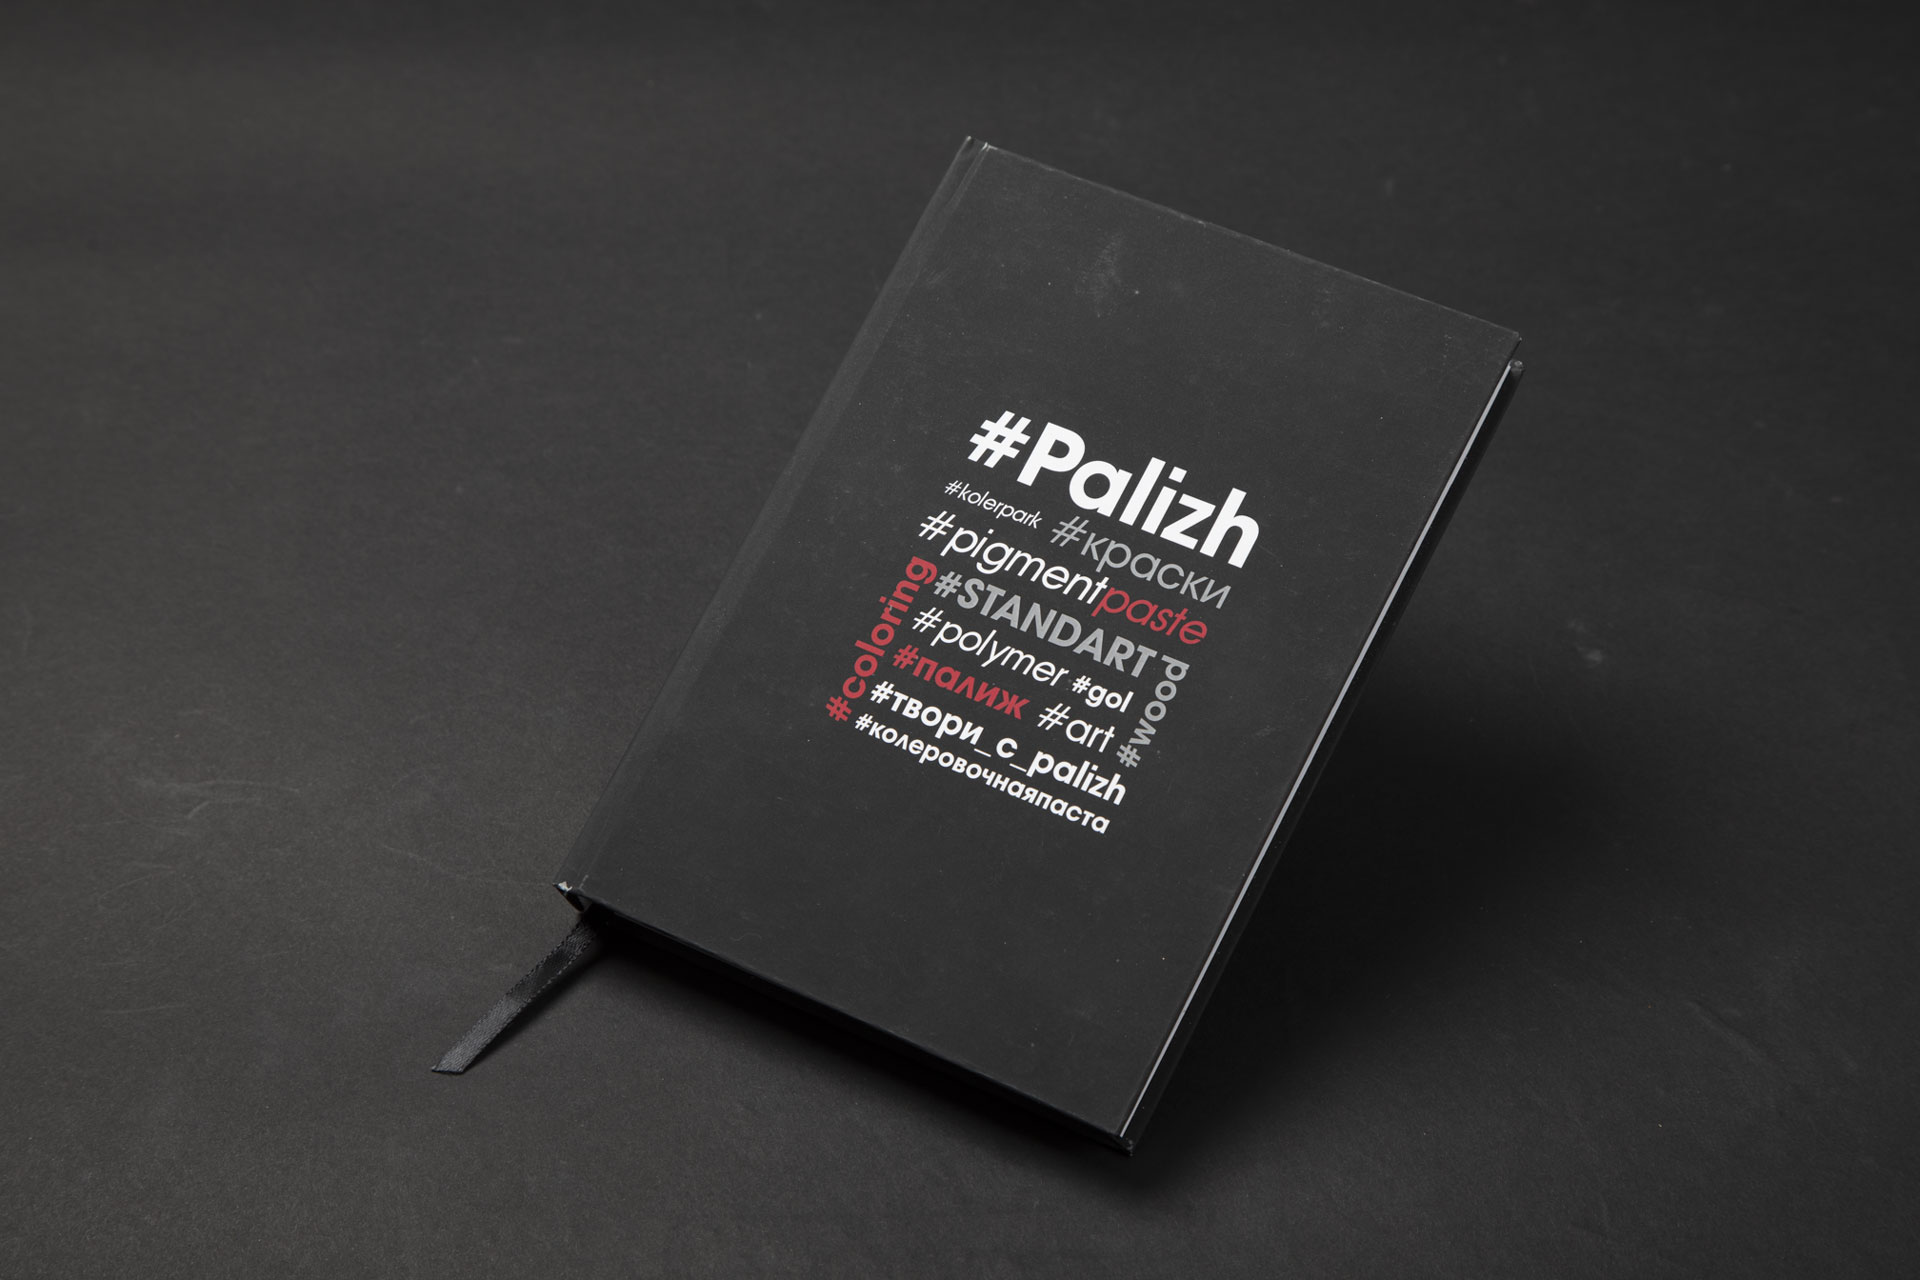 #Palizh
#kolerpark #краски
#pigmentpaste
#coloring
#STANDART
#polymer #gol
#wood
#палиж #art
#твори_с_palizh
#колеровочнаяпаста